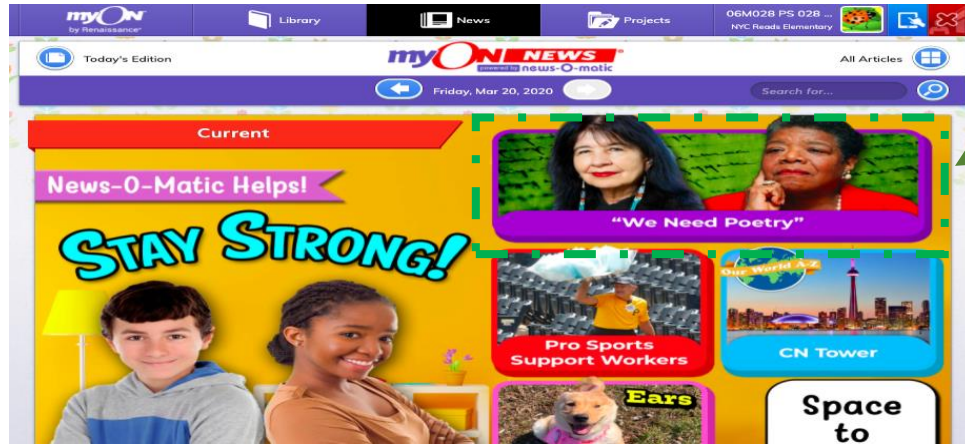 myON
by Renaissance®
Library
News
Projects
06M028 PS 028 ...
NYC Reads Elementary
Today's Edition
myON NEWS
powered by news-O-matic
All Articles
Friday, Mar 20, 2020
Search for...
Current
News-O-Matic Helps!
STAY STRONG!
"We Need Poetry"
Pro Sports
Support Workers
Our World A-Z
CN Tower
Ears
Space
to